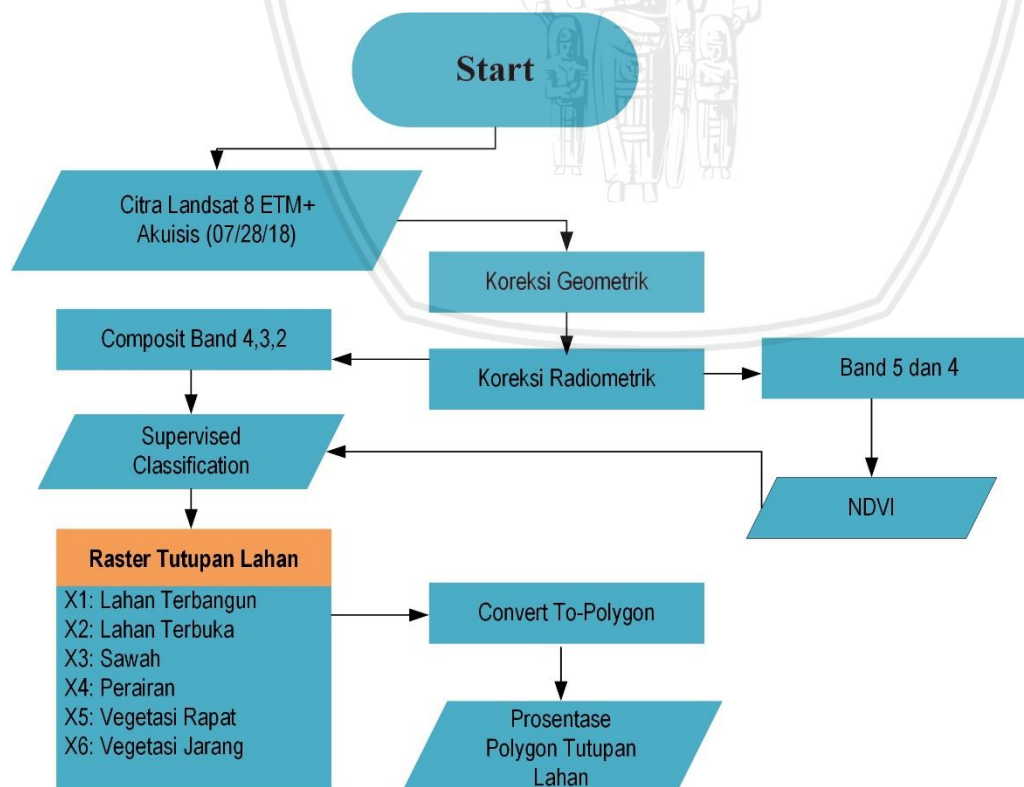 Start
Citra Landsat 8 ETM+
Akuisis (07/28/18)
Koreksi Geometrik
Composit Band 4,3,2
Koreksi Radiometrik
Band 5 dan 4
Supervised
Classification
NDVI
Raster Tutupan Lahan
X1: Lahan Terbangun
X2: Lahan Terbuka
X3: Sawah
X4: Perairan
X5: Vegetasi Rapat
X6: Vegetasi Jarang
Convert To-Polygon
Prosentase
Polygon Tutupan
Lahan